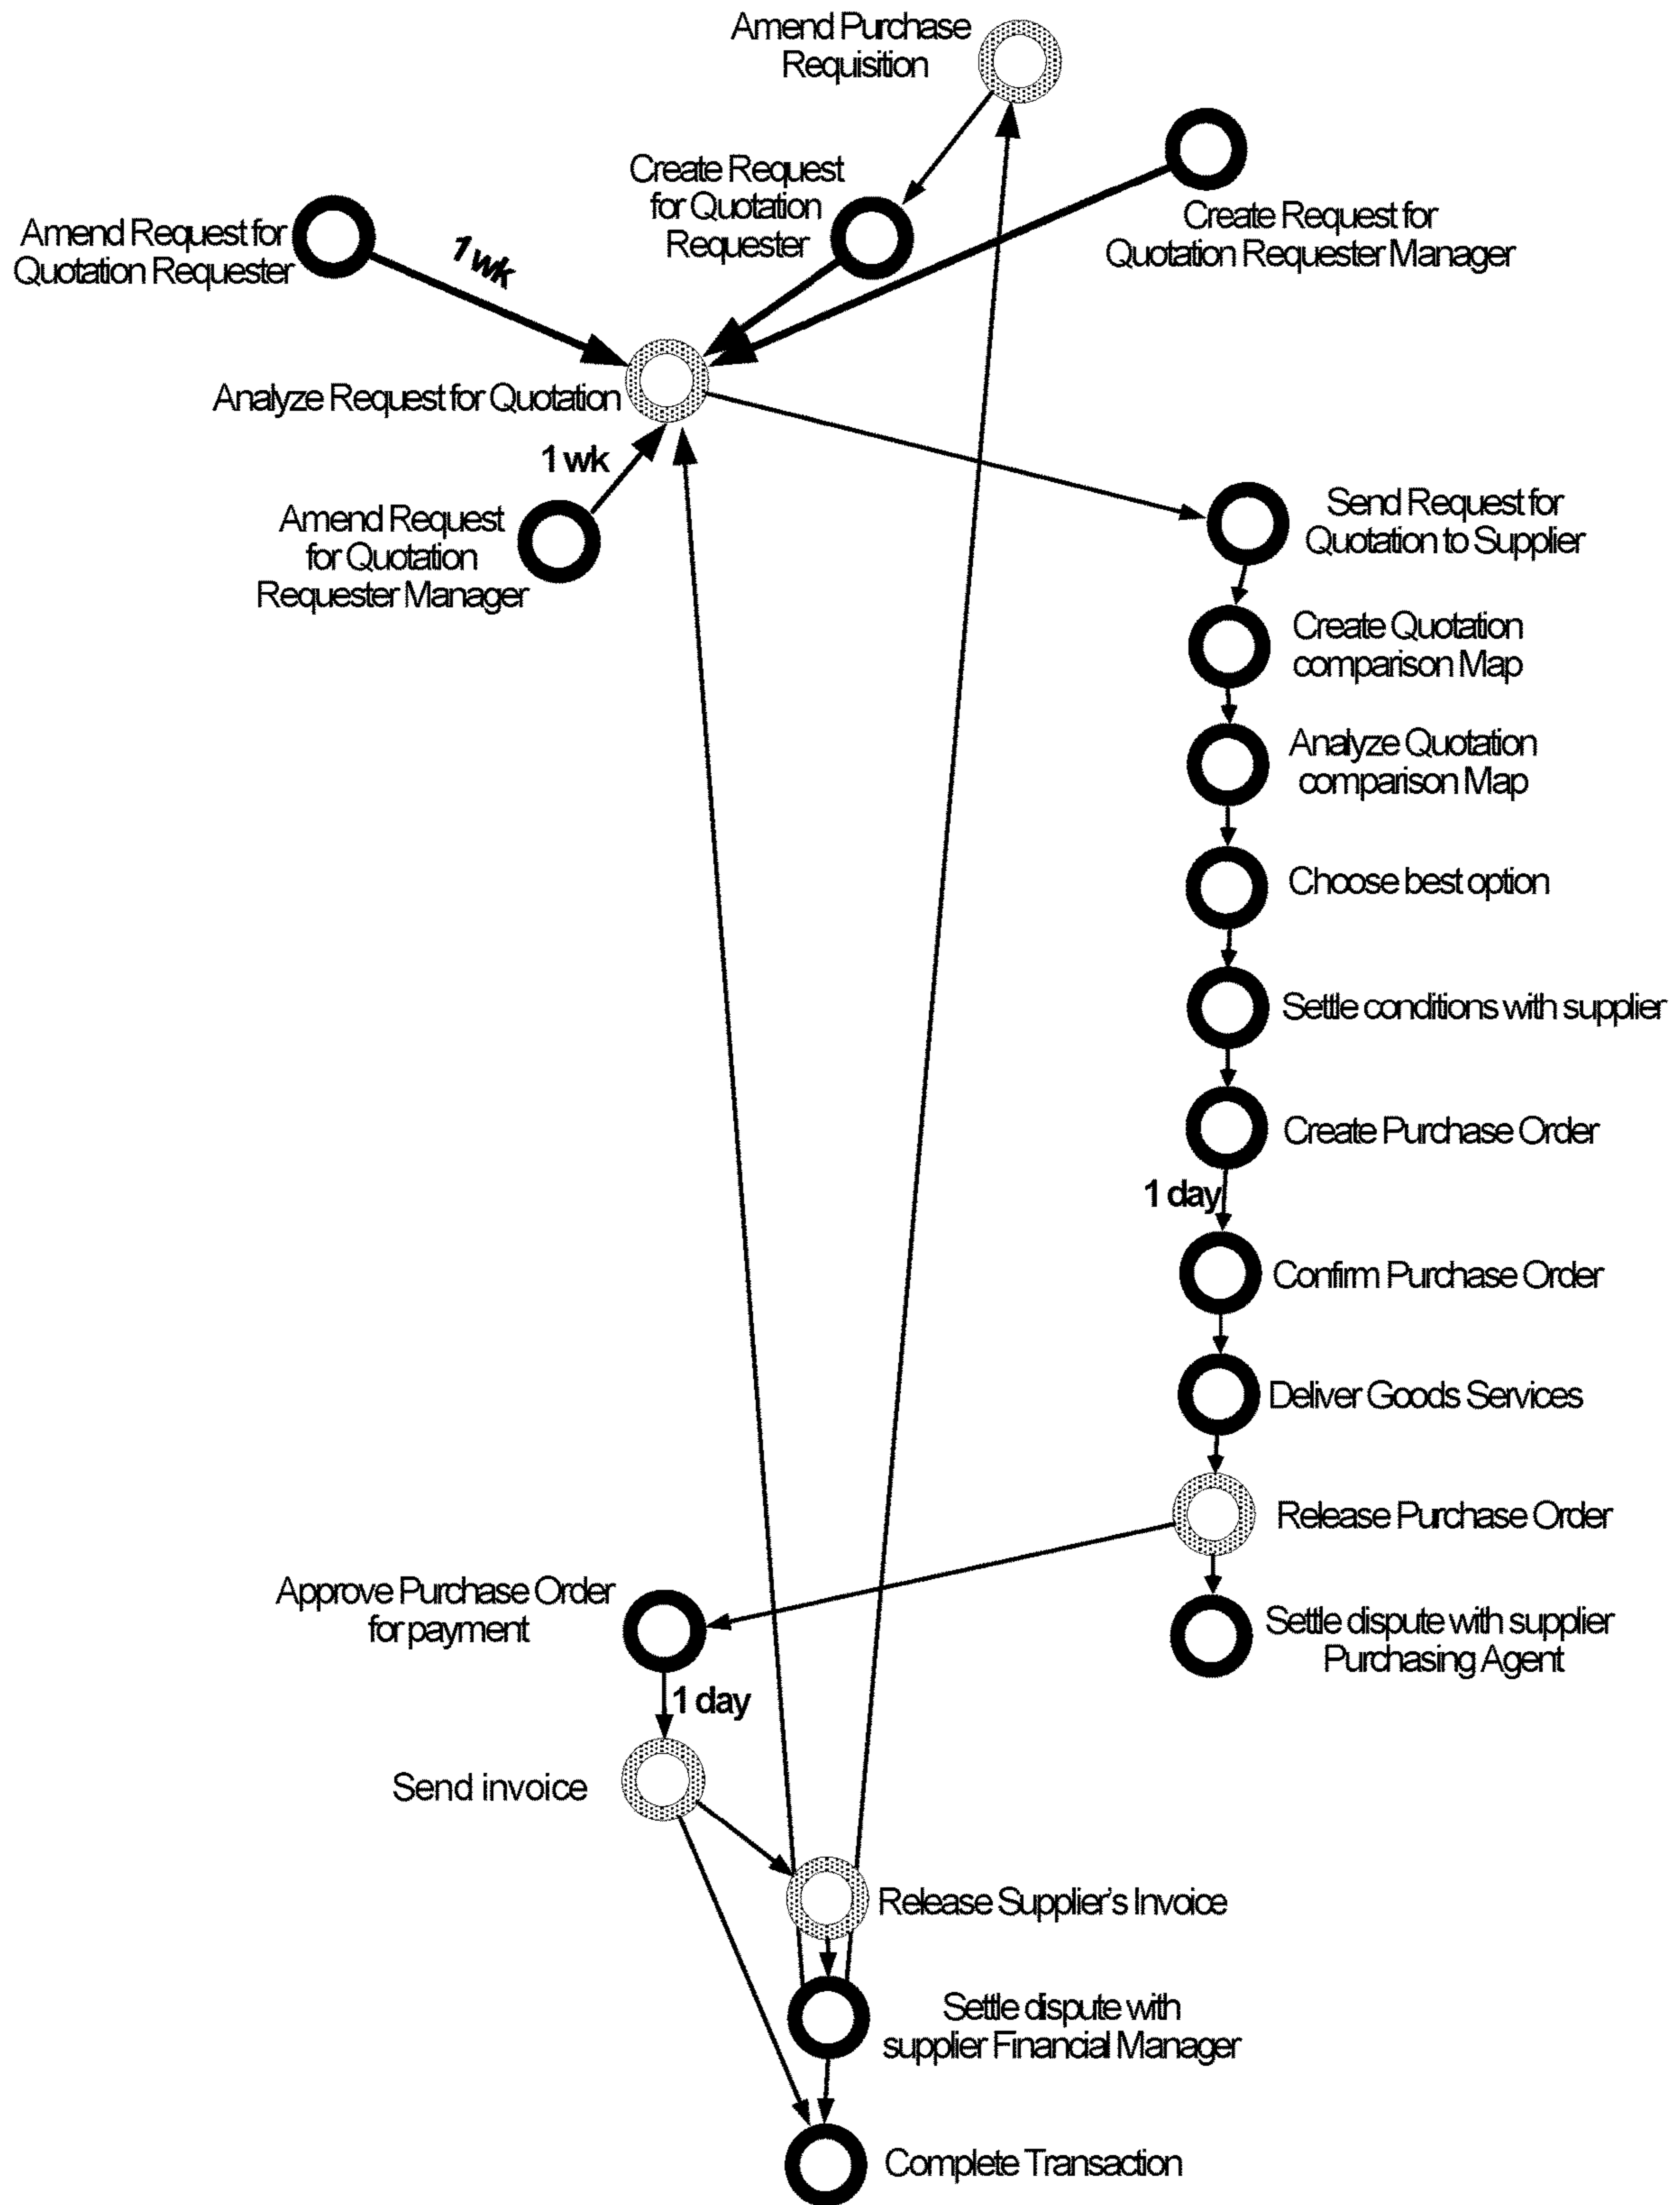 Amend Purchase
Requisition
Create Request
for Quotation
Requester
Create Request for
Quotation Requester Manager
Amend Request for
Quotation Requester
1 wk
Analyze Request for Quotation
1 wk
Amend Request
for Quotation
Requester Manager
Send Request for
Quotation to Supplier
Create Quotation
comparison Map
Analyze Quotation
comparison Map
Choose best option
Settle conditions with supplier
Create Purchase Order
1 day
Confirm Purchase Order
Deliver Goods Services
Release Purchase Order
Approve Purchase Order
for payment
Settle dispute with supplier
Purchasing Agent
1 day
Send invoice
Release Supplier's Invoice
Settle dispute with
supplier Financial Manager
Complete Transaction